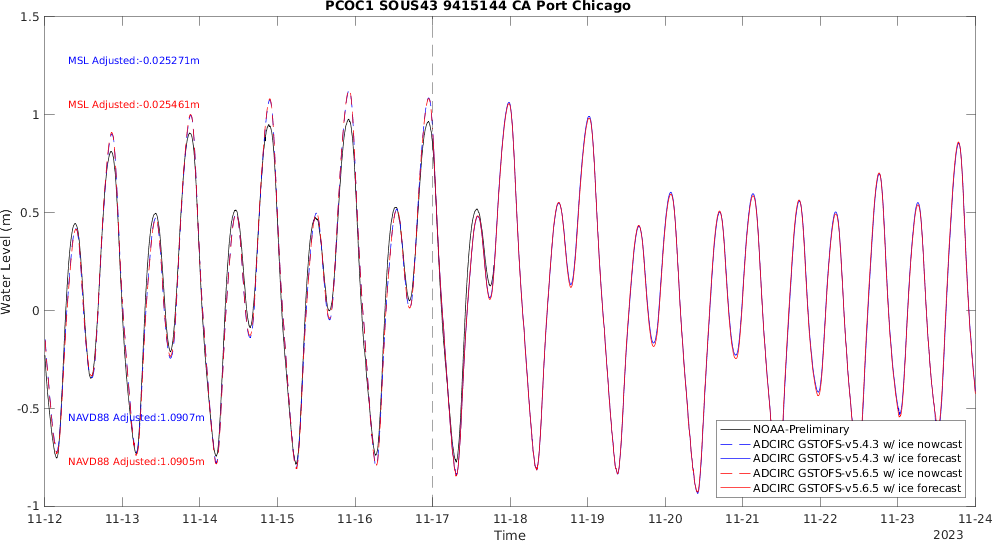 PCOC1 SOUS43 9415144 CA Port Chicago
1.5
MSL Adjusted:-0.025271m
MSL Adjusted:-0.025461m
1
0.5
Water Level (m)
0
-0.5
NAVD88 Adjusted:1.0907m
NOAA-Preliminary
ADCIRC GSTOFS-v5.4.3 w/ ice nowcast
ADCIRC GSTOFS-v5.4.3 w/ ice forecast
NAVD88 Adjusted:1.0905m
ADCIRC GSTOFS-v5.6.5 w/ ice nowcast
ADCIRC GSTOFS-v5.6.5 w/ ice forecast
-1
11-12 11-13 11-14 11-15 11-16 11-17 11-18 11-19 11-20 11-21 11-22 11-23 11-24
Time
2023